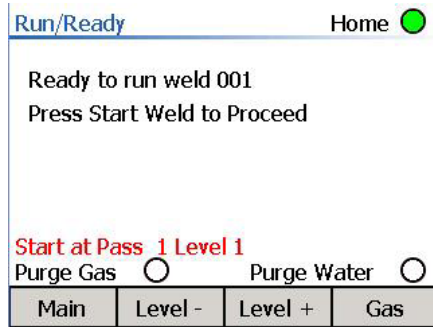 Run/Ready Home
Ready to run weld 001
Press Start Weld to Proceed
Start at Pass 1 Level 1
Purge Gas Purge Water
Main Level - Level + Gas